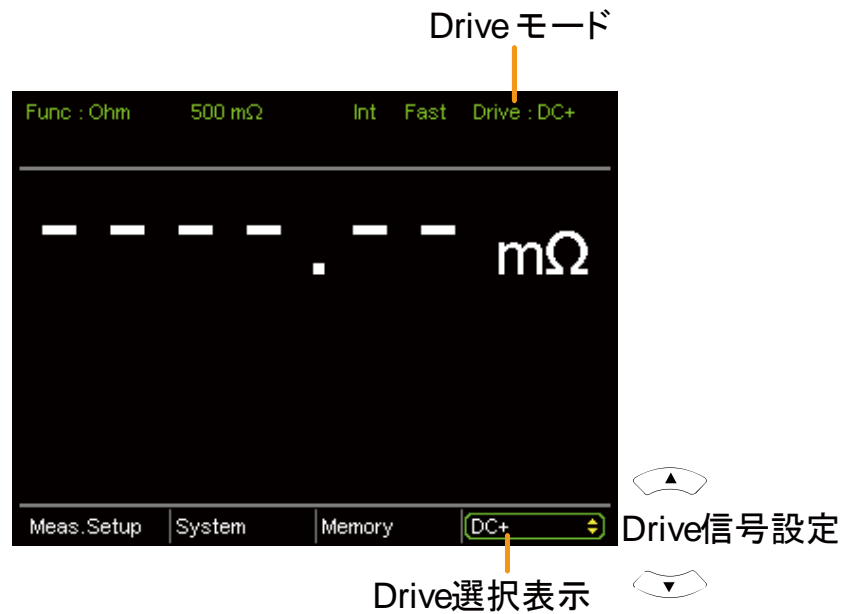 Drive モード
Func : Ohm 500 mΩ Int Fast Drive : DC+
----.-- mΩ
Meas.Setup System Memory DC+
Drive信号設定
Drive選択表示